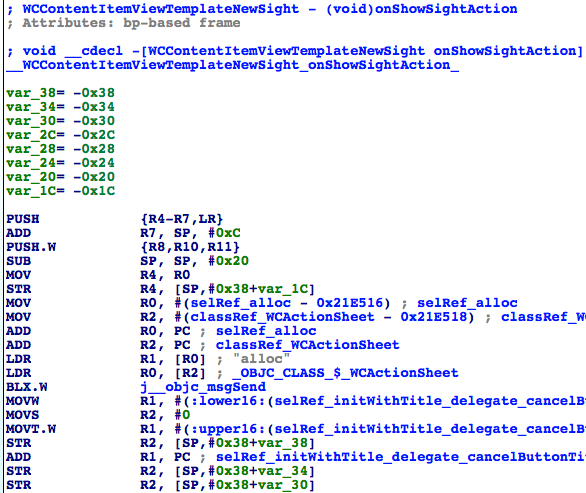 ; WCContentItemViewTemplateNewSight - (void)onShowSightAction
; Attributes: bp-based frame
; void __cdecl -[WCContentItemViewTemplateNewSight onShowSightAction]
__WCContentItemViewTemplateNewSight_onShowSightAction_
var_38= -0x38
var_34= -0x34
var_30= -0x30
var_2C= -0x2C
var_28= -0x28
var_24= -0x24
var_20= -0x20
var_1C= -0x1C
PUSH {R4-R7,LR}
ADD R7, SP, #0xC
PUSH.W {R8,R10,R11}
SUB SP, SP, #0x20
MOV R4, R0
STR R4, [SP,#0x38+var_1C]
MOV R0, #(selRef_alloc - 0x21E516) ; selRef_alloc
MOV R2, #(classRef_WCActionSheet - 0x21E518) ; classRef_W
ADD R0, PC ; selRef_alloc
ADD R2, PC ; classRef_WCActionSheet
LDR R1, [R0] ; "alloc"
LDR R0, [R2] ; _OBJC_CLASS_$_WCActionSheet
BLX.W j__objc_msgSend
MOVW R1, #(:lower16:(selRef_initWithTitle_delegate_cancelBu
MOVS R2, #0
MOVT.W R1, #(:upper16:(selRef_initWithTitle_delegate_cancelBu
STR R2, [SP,#0x38+var_38]
ADD R1, PC ; selRef_initWithTitle_delegate_cancelButtonTi
STR R2, [SP,#0x38+var_34]
STR R2, [SP,#0x38+var_30]